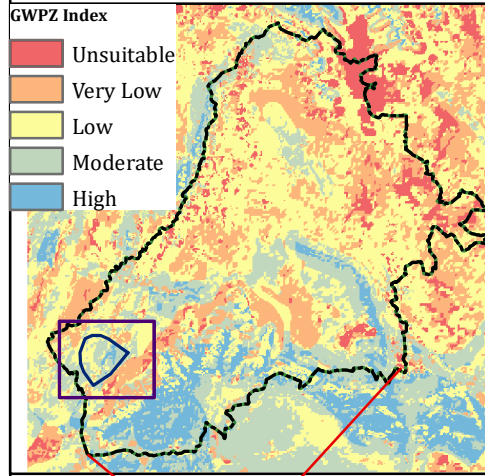 GWPZ Index
Unsuitable
Very Low
Low
Moderate
High